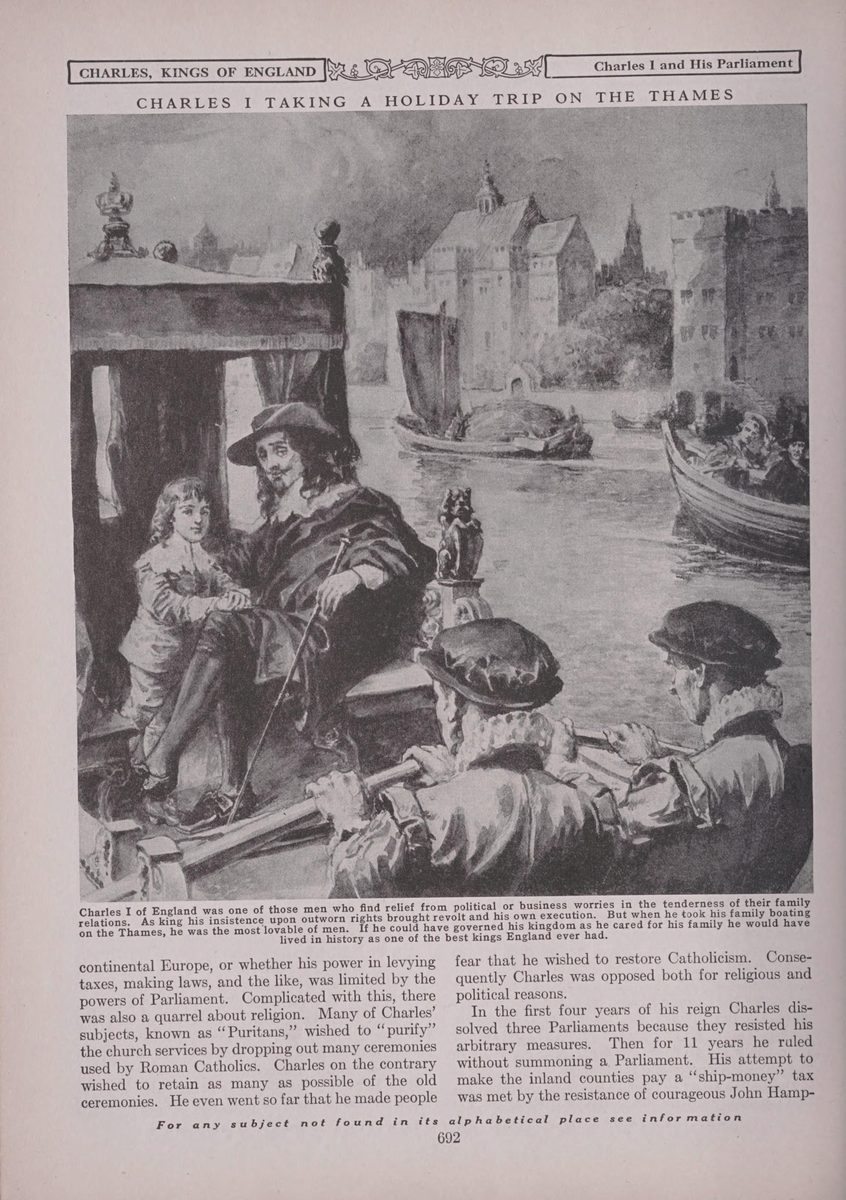 CHARLES, KINGS OF ENGLAND
Charles I and His Parliament
CHARLES I TAKING A HOLIDAY TRIP ON THE THAMES
Charles I of England was one of those men who find relief from political or business worries in the tenderness of their family
relations. As king his insistence upon outworn rights brought revolt and his own execution. But when he took his family boating
on the Thames, he was the most lovable of men. If he could have governed his kingdom as he cared for his family he would have
lived in history as one of the best kings England ever had.
continental Europe, or whether his power in levying
taxes, making laws, and the like, was limited by the
powers of Parliament. Complicated with this, there
was also a quarrel about religion. Many of Charles'
subjects, known as "Puritans," wished to "purify"
the church services by dropping out many ceremonies
used by Roman Catholics. Charles on the contrary
wished to retain as many as possible of the old
ceremonies. He even went so far that he made people
fear that he wished to restore Catholicism. Conse-
quently Charles was opposed both for religious and
political reasons.
In the first four years of his reign Charles dis-
solved three Parliaments because they resisted his
arbitrary measures. Then for 11 years he ruled
without summoning a Parliament. His attempt to
make the inland counties pay a "ship-money" tax
was met by the resistance of courageous John Hamp-
For any subject not found in its alphabetical place see information
692